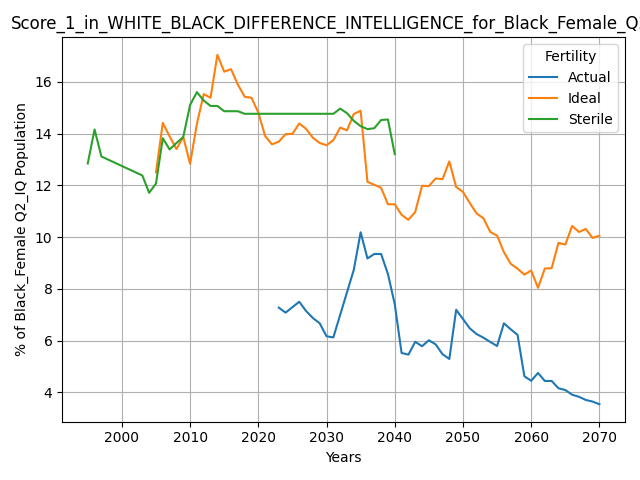 Score_1_in_WHITE_BLACK_DIFFERENCE_INTELLIGENCE_for_Black_Female_Q
Fertility
Actual
Ideal
Sterile
% of Black_Female Q2_IQ Population
16
14
12
10
8
6
4
2000 2010 2020 2030 2040 2050 2060 2070
Years